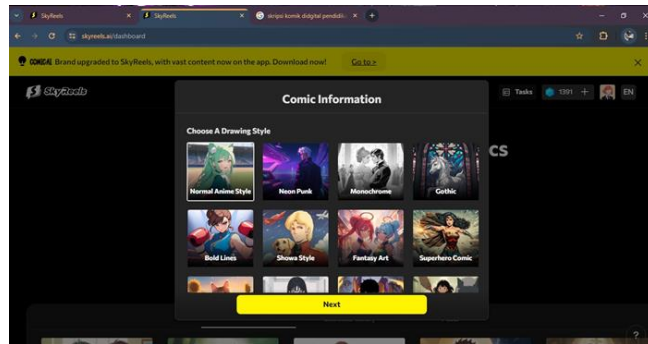 SkyReels
SkyReels
skripsi komik didgital pendidik
skyreels.ai/dashboard
COMICAI Brand upgraded to SkyReels, with vast content now on the app. Download now! Go to >
SkyReels
Tasks 1391 + EN
Comic Information
CS
Choose A Drawing Style
Normal Anime Style Neon Punk Monochrome Gothic
Bold Lines Showa Style Fantasy Art Superhero Comic
Next
?